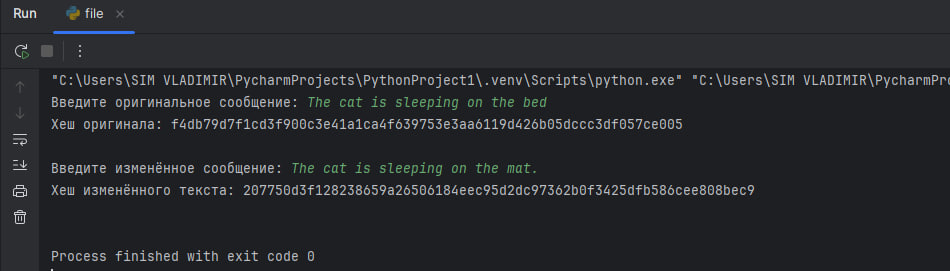 Run file
"C:\Users\SIM VLADIMIR\PycharmProjects\PythonProject1\.venv\Scripts\python.exe" "C:\Users\SIM VLADIMIR\PycharmPro
Введите оригинальное сообщение: The cat is sleeping on the bed
Хеш оригинала: f4db79d7f1cd3f900c3e41a1ca4f639753e3aa6119d426b05dccc3df057ce005
Введите изменённое сообщение: The cat is sleeping on the mat.
Хеш изменённого текста: 207750d3f128238659a26506184eec95d2dc97362b0f3425dfb586cee808bec9
Process finished with exit code 0